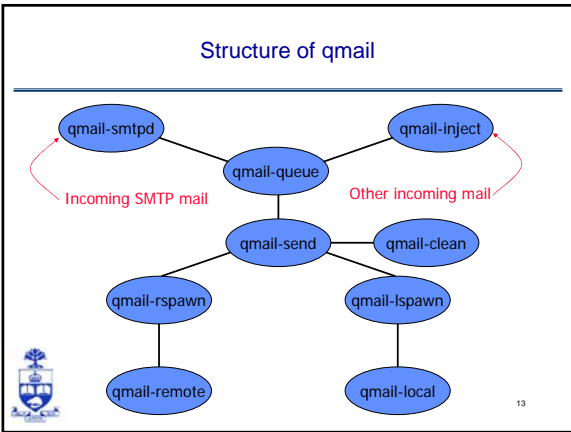 Structure of qmail
qmail-smtpd
qmail-inject
qmail-queue
Incoming SMTP mail
Other incoming mail
qmail-send
qmail-clean
qmail-rspawn
qmail-lspawn
qmail-remote
qmail-local
13